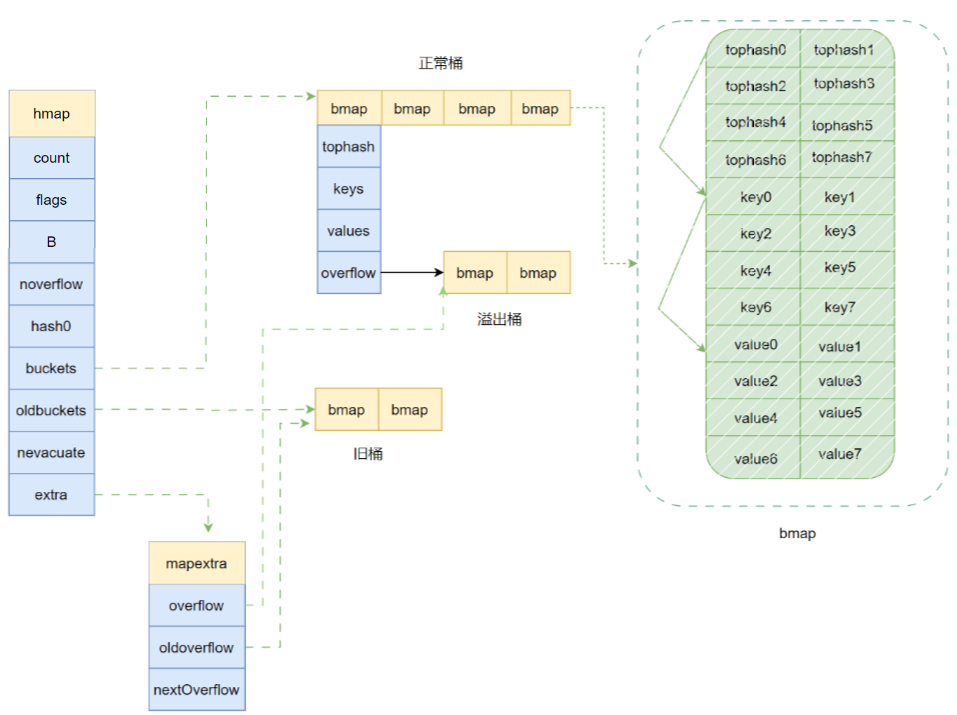 hmap
count
flags
B
noverflow
hash0
buckets
oldbuckets
nevacuate
extra
mapextra
overflow
oldoverflow
nextOverflow
正常桶
bmap bmap bmap bmap
tophash
keys
values
overflow
bmap bmap
溢出桶
bmap bmap
旧桶
tophash0 tophash1
tophash2 tophash3
tophash4 tophash5
tophash6 tophash7
key0 key1
key2 key3
key4 key5
key6 key7
value0 value1
value2 value3
value4 value5
value6 value7
bmap